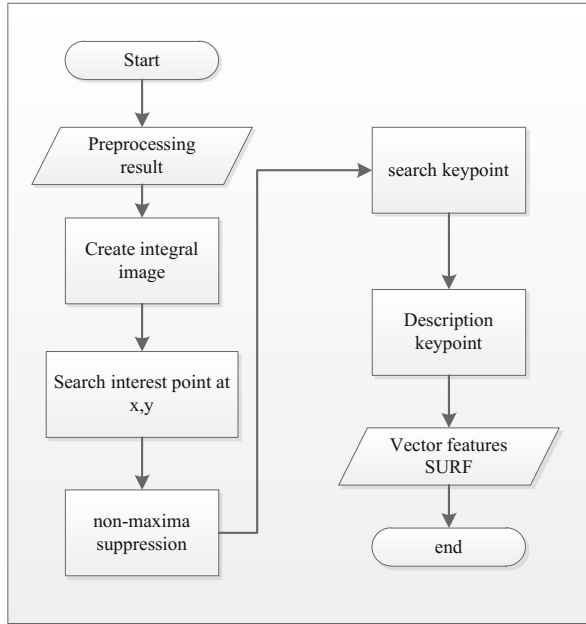 Start
Preprocessing
result
Create integral
image
Search interest point at
x,y
non-maxima
suppression
search keypoint
Description
keypoint
Vector features
SURF
end